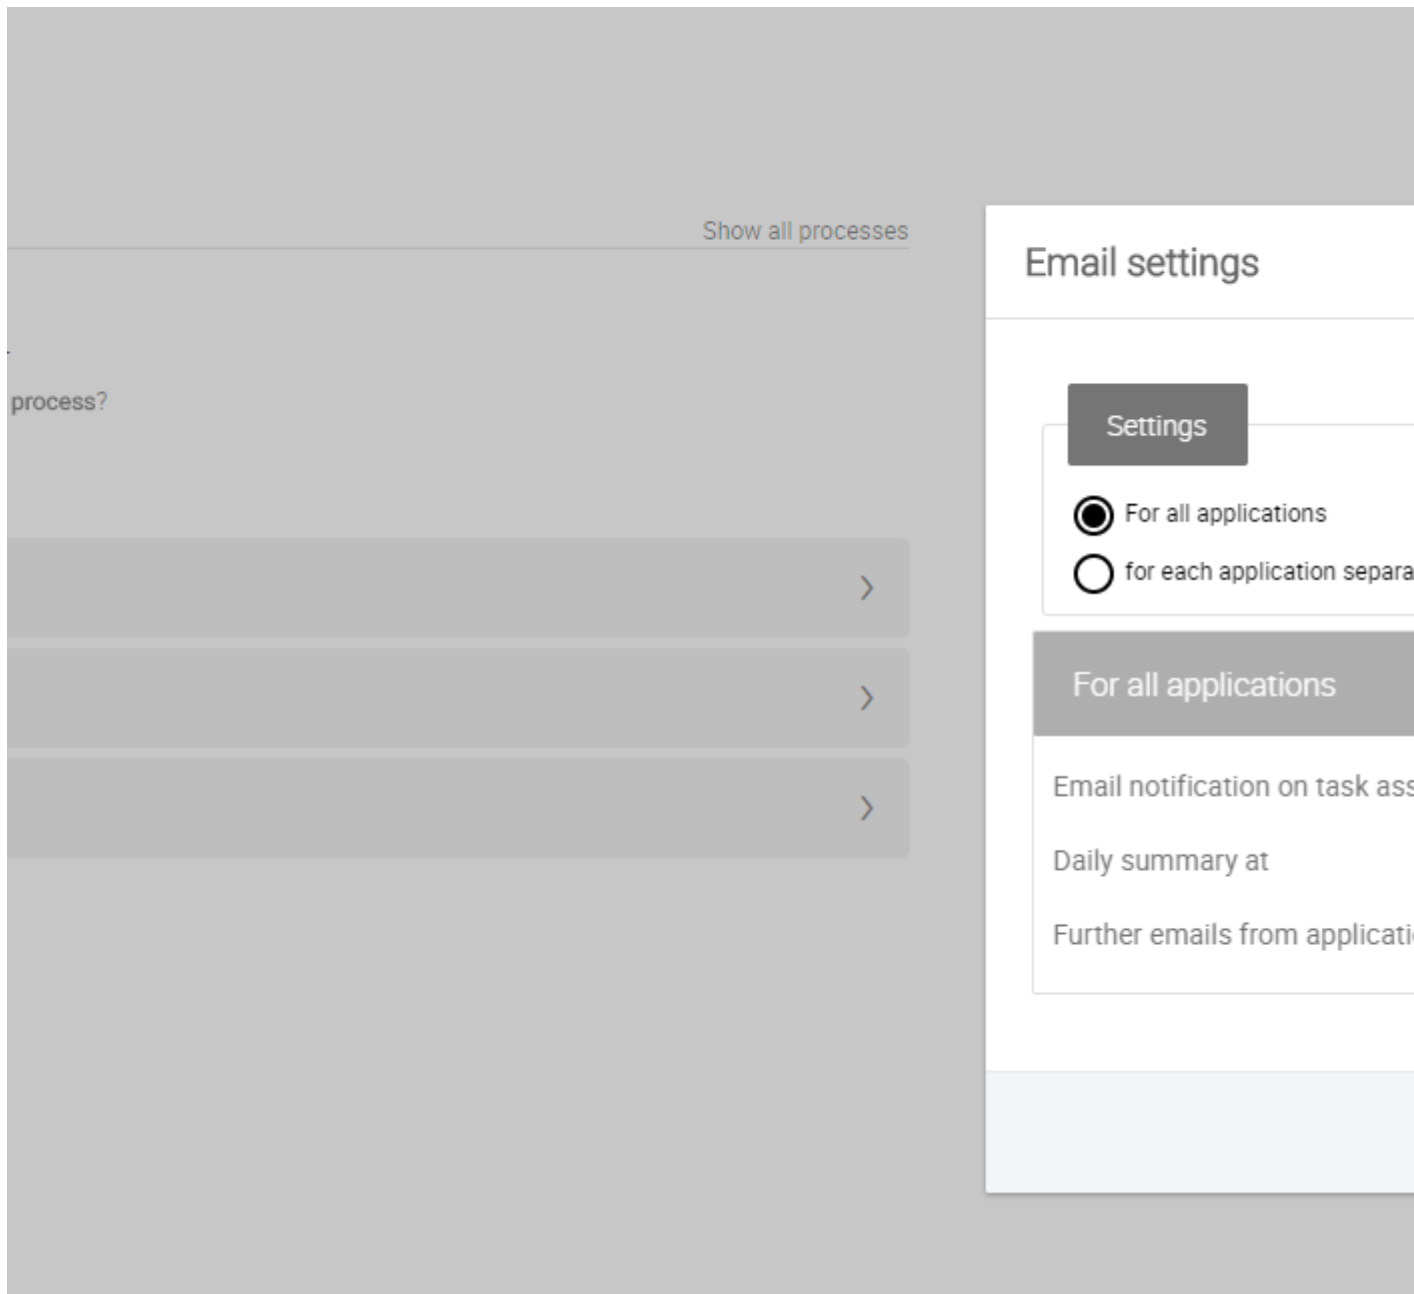 Show all processes
process?
Email settings
Settings
For all applications
for each application separa
For all applications
Email notification on task ass
Daily summary at
Further emails from applicati